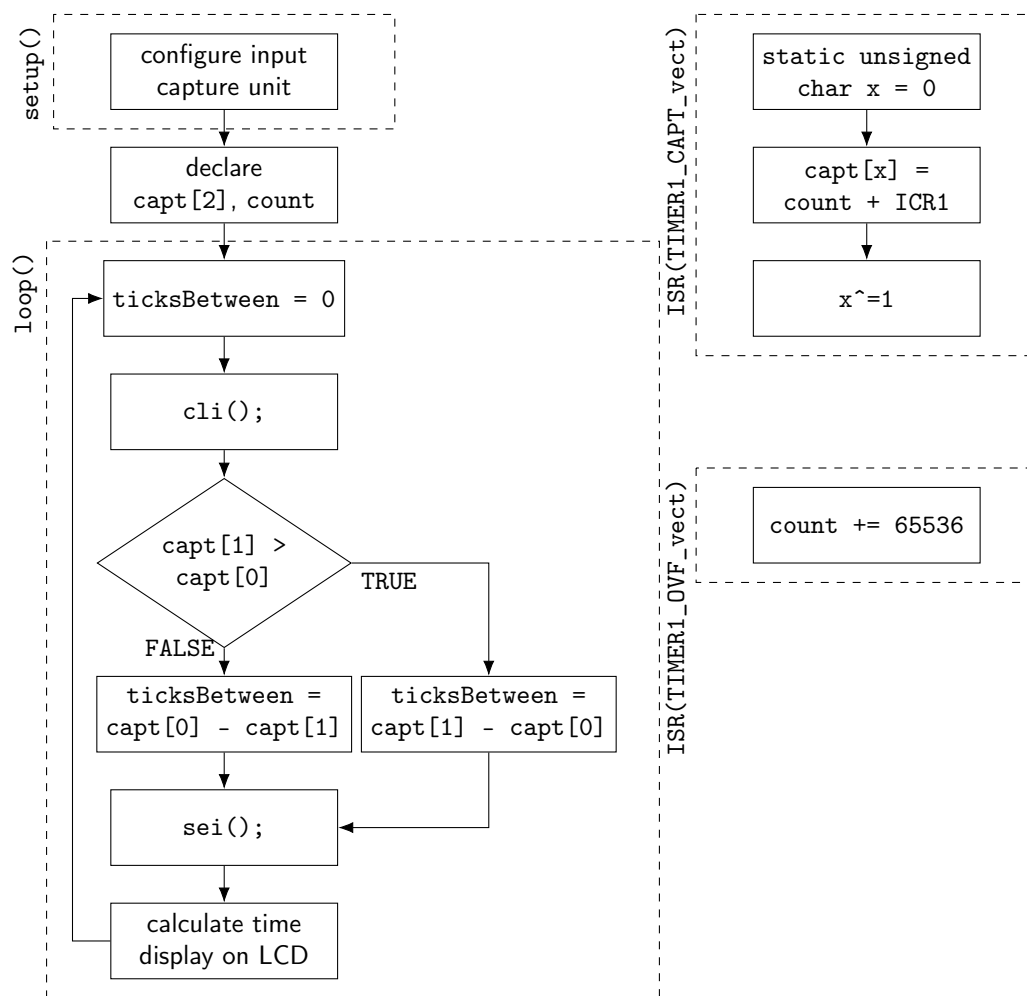 setup()
configure input
capture unit
declare
capt[2], count
loop()
ticksBetween = 0
cli();
capt[1] >
capt[0]
TRUE
FALSE
ticksBetween =
capt[0] - capt[1]
ticksBetween =
capt[1] - capt[0]
sei();
calculate time
display on LCD
ISR(TIMER1_CAPT_vect)
static unsigned
char x = 0
capt[x] =
count + ICR1
x^=1
ISR(TIMER1_OVF_vect)
count += 65536